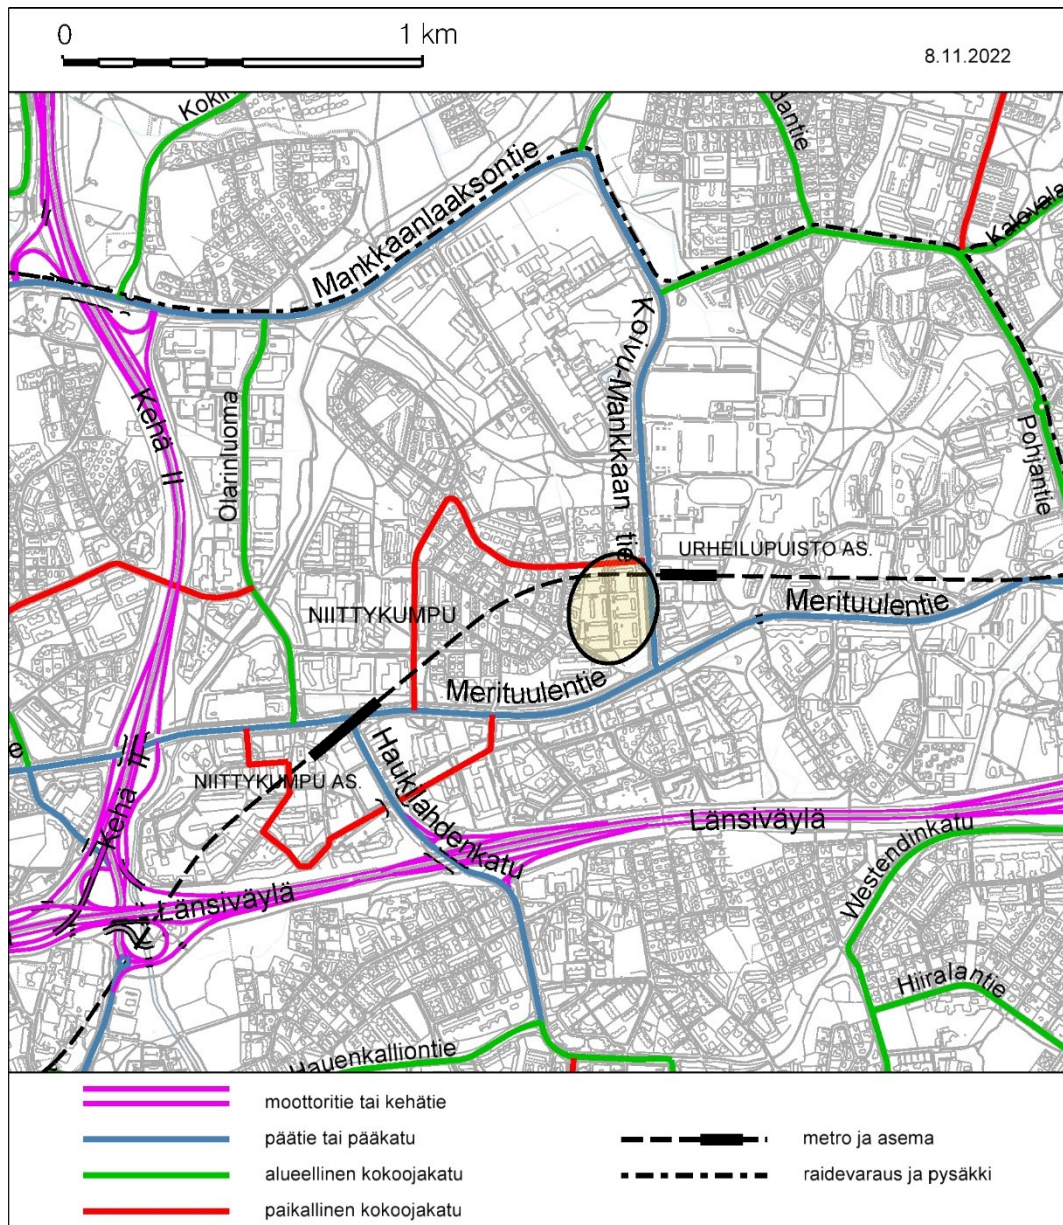 0 1 km
8.11.2022
Mankkaanlaaksontie
Koivu-Mankkaan tie
Kehä II
Olarinluoma
Pohjantie
URHEILUPUISTO AS.
NIITTYKUMPU
Merituulentie
Merituulentie
Haukilahdenkatu
NIITTYKUMPU AS.
Kehä II
Länsiväylä
Länsiväylä
Westendinkatu
Hiiralantie
Hauenkalliontie
moottoritie tai kehätie
päätie tai pääkatu
alueellinen kokoojakatu
paikallinen kokoojakatu
metro ja asema
raidevaraus ja pysäkki